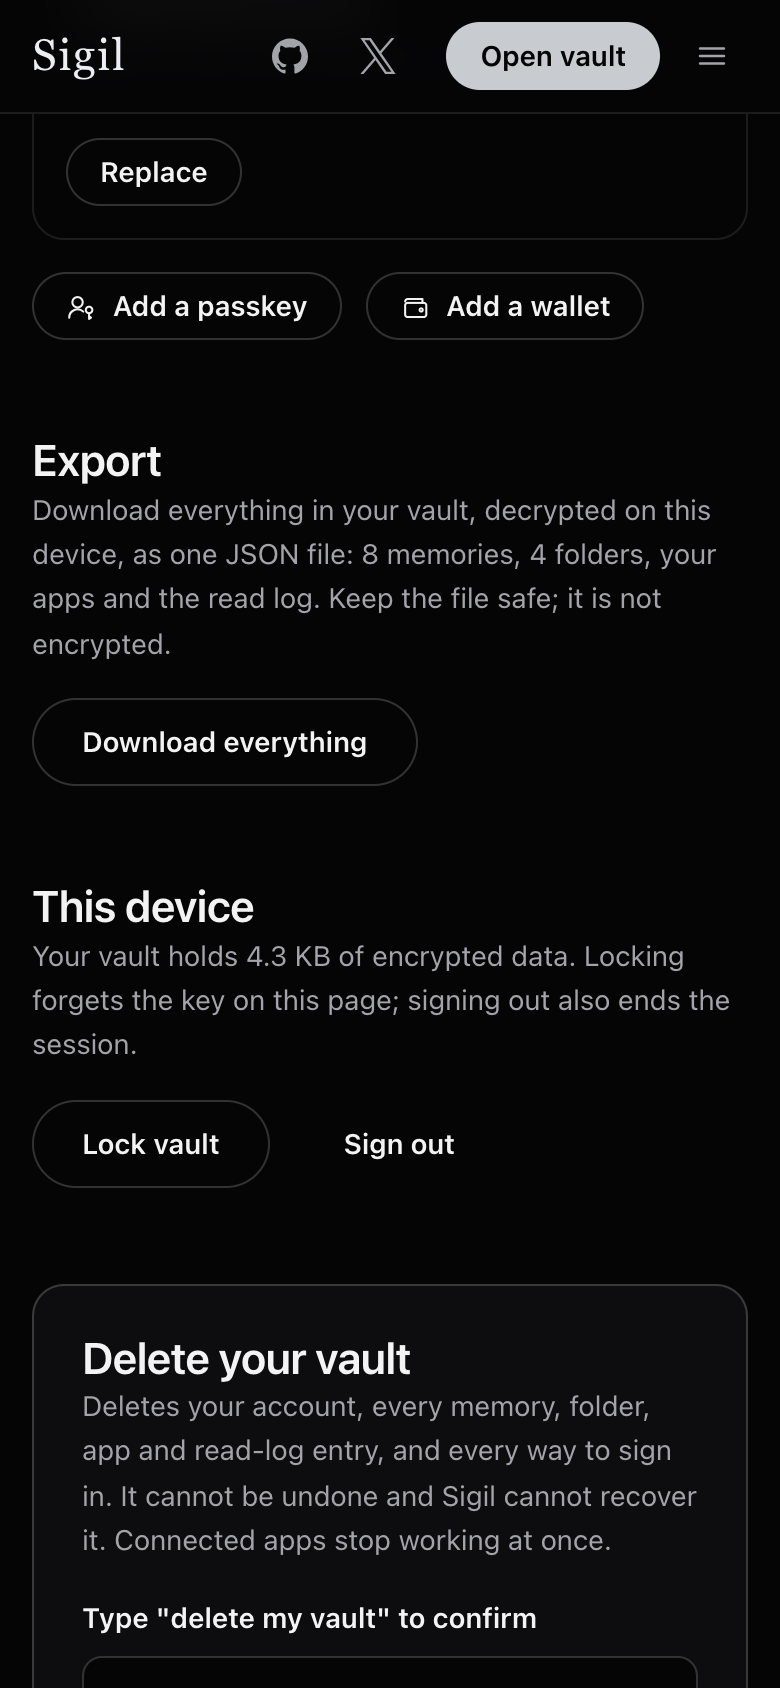 Sigil
Open vault
Replace
Add a passkey
Add a wallet
Export
Download everything in your vault, decrypted on this
device, as one JSON file: 8 memories, 4 folders, your
apps and the read log. Keep the file safe; it is not
encrypted.
Download everything
This device
Your vault holds 4.3 KB of encrypted data. Locking
forgets the key on this page; signing out also ends the
session.
Lock vault
Sign out
Delete your vault
Deletes your account, every memory, folder,
app and read-log entry, and every way to sign
in. It cannot be undone and Sigil cannot recover
it. Connected apps stop working at once.
Type "delete my vault" to confirm